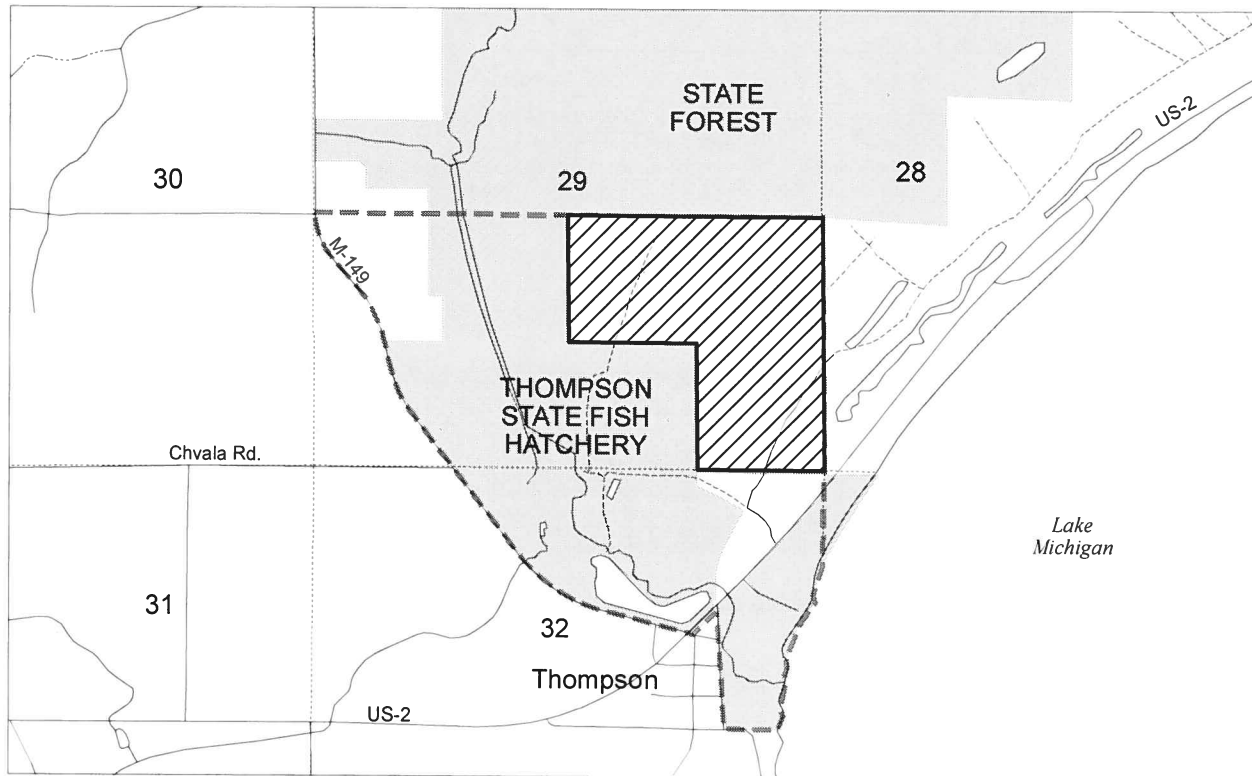 STATE
FOREST
US-2
30
29
28
M-149
THOMPSON
STATE FISH
HATCHERY
Chvala Rd.
Lake
Michigan
31
32
Thompson
US-2